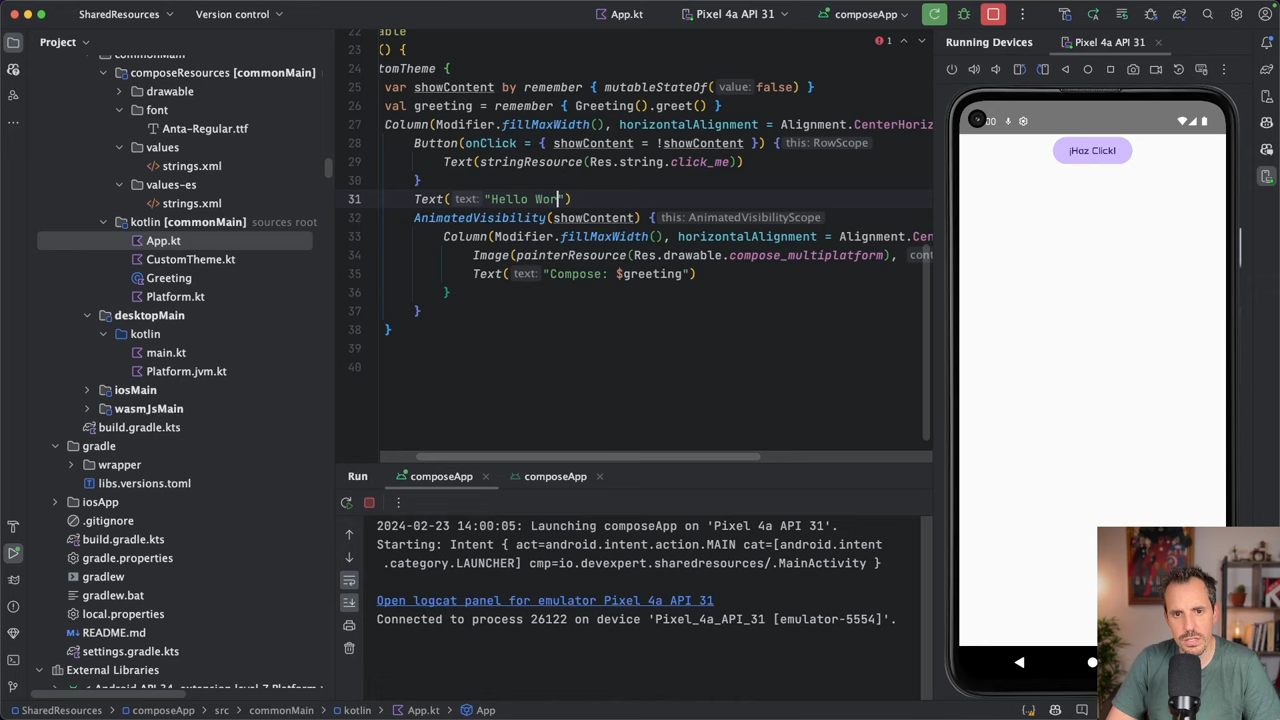 SharedResources
Version control
App.kt
Pixel 4a API 31
composeApp
Project
Running Devices
Pixel 4a API 31
commonMain
composeResources [commonMain]
drawable
font
Anta-Regular.ttf
values
strings.xml
values-es
strings.xml
kotlin [commonMain] sources root
App.kt
CustomTheme.kt
Greeting
Platform.kt
desktopMain
kotlin
main.kt
Platform.jvm.kt
iosMain
wasmJsMain
build.gradle.kts
gradle
wrapper
libs.versions.toml
iosApp
.gitignore
build.gradle.kts
gradle.properties
gradlew
gradlew.bat
local.properties
README.md
settings.gradle.kts
External Libraries
22 able
23 () {
24 tomTheme {
25 var showContent by remember { mutableStateOf( value: false) }
26 val greeting = remember { Greeting().greet() }
27 Column(Modifier.fillMaxWidth(), horizontalAlignment = Alignment.CenterHoriz
28 Button(onClick = { showContent = !showContent }) { this: RowScope
29 Text(stringResource(Res.string.click_me))
30 }
31 Text( text: "Hello Wor")
32 AnimatedVisibility(showContent) { this: AnimatedVisibilityScope
33 Column(Modifier.fillMaxWidth(), horizontalAlignment = Alignment.Cen
34 Image(painterResource(Res.drawable.compose_multiplatform), cont
35 Text( text: "Compose: $greeting")
36 }
37 }
38 }
39
40
1
¡Haz Click!
Run
composeApp
composeApp
2024-02-23 14:00:05: Launching composeApp on 'Pixel 4a API 31'.
Starting: Intent { act=android.intent.action.MAIN cat=[android.intent
.category.LAUNCHER] cmp=io.devexpert.sharedresources/.MainActivity }
Open logcat panel for emulator Pixel 4a API 31
Connected to process 26122 on device 'Pixel_4a_API_31 [emulator-5554]'.
SharedResources
composeApp
src
commonMain
kotlin
App.kt
App